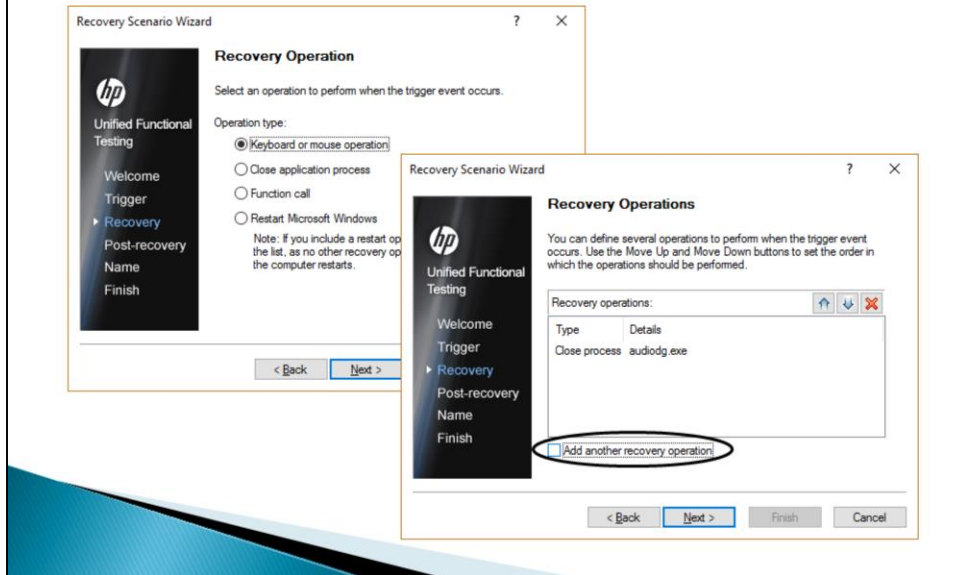 Recovery Scenario Wizard
? ×
Recovery Operation
hp
Unified Functional
Testing
Welcome
Trigger
Recovery
Post-recovery
Name
Finish
Select an operation to perform when the trigger event occurs.
Operation type:
Keyboard or mouse operation
Close application process
Function call
Restart Microsoft Windows
Note: If you include a restart op
the list, as no other recovery op
the computer restarts.
< Back
Next >
Recovery Scenario Wizard
? ×
Recovery Operations
hp
Unified Functional
Testing
Welcome
Trigger
Recovery
Post-recovery
Name
Finish
You can define several operations to perform when the trigger event
occurs. Use the Move Up and Move Down buttons to set the order in
which the operations should be performed.
Recovery operations:
Type Details
Close process audiodg.exe
Add another recovery operation
< Back
Next >
Finish
Cancel